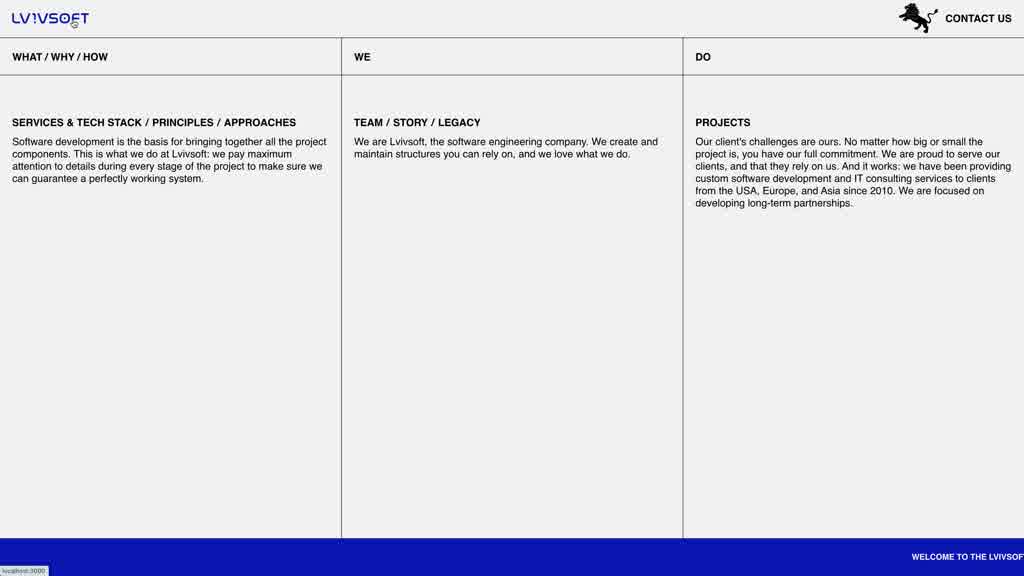 LVIVSOFT
CONTACT US
WHAT / WHY / HOW
WE
DO
SERVICES & TECH STACK / PRINCIPLES / APPROACHES
Software development is the basis for bringing together all the project
components. This is what we do at Lvivsoft: we pay maximum
attention to details during every stage of the project to make sure we
can guarantee a perfectly working system.
TEAM / STORY / LEGACY
We are Lvivsoft, the software engineering company. We create and
maintain structures you can rely on, and we love what we do.
PROJECTS
Our client's challenges are ours. No matter how big or small the
project is, you have our full commitment. We are proud to serve our
clients, and that they rely on us. And it works: we have been providing
custom software development and IT consulting services to clients
from the USA, Europe, and Asia since 2010. We are focused on
developing long-term partnerships.
WELCOME TO THE LVIVSOF
localhost:3000